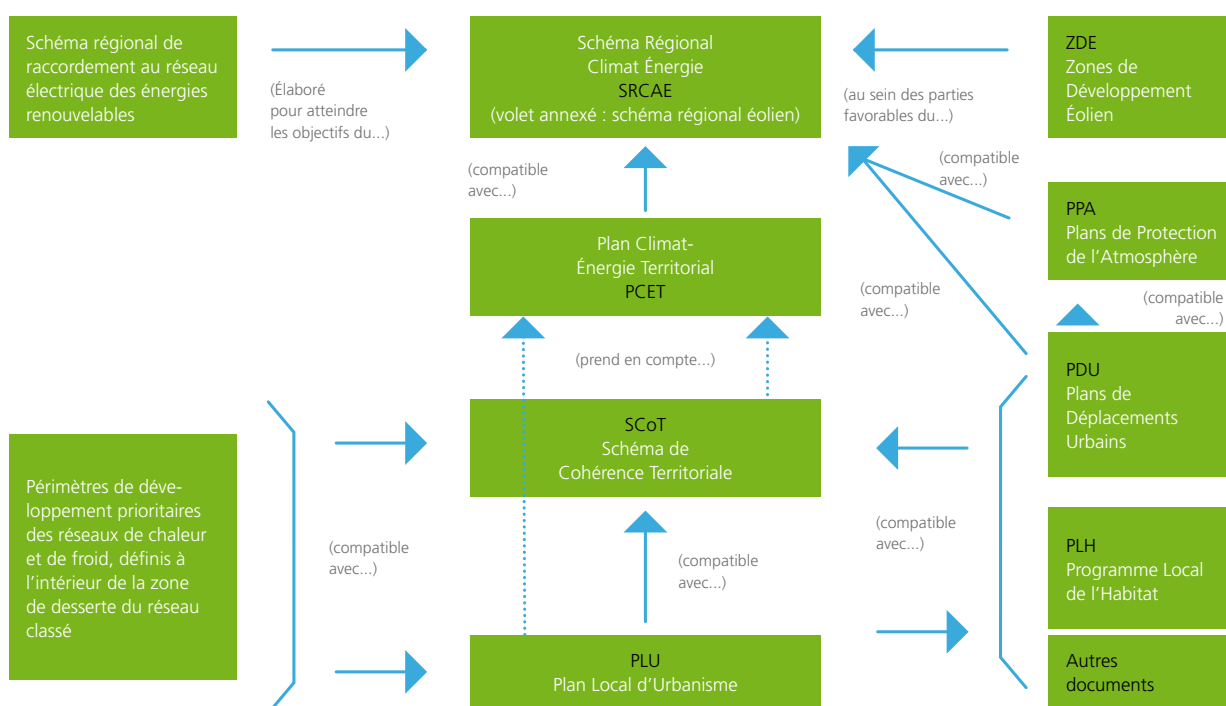 Schéma régional de
raccordement au réseau
électrique des énergies
renouvelables
(Élaboré
pour atteindre
les objectifs du...)
Schéma Régional
Climat Énergie
SRCAE
(volet annexé : schéma régional éolien)
(au sein des parties
favorables du...)
ZDE
Zones de
Développement
Éolien
(compatible
avec...)
(compatible
avec...)
PPA
Plans de Protection
de l'Atmosphère
Plan Climat-
Énergie Territorial
PCET
(compatible
avec...)
(compatible
avec...)
(prend en compte...)
PDU
Plans de
Déplacements
Urbains
SCoT
Schéma de
Cohérence Territoriale
Périmètres de déve-
loppement prioritaires
des réseaux de chaleur
et de froid, définis à
l'intérieur de la zone
de desserte du réseau
classé
(compatible
avec...)
(compatible
avec...)
(compatible
avec...)
PLH
Programme Local
de l'Habitat
PLU
Plan Local d'Urbanisme
Autres
documents